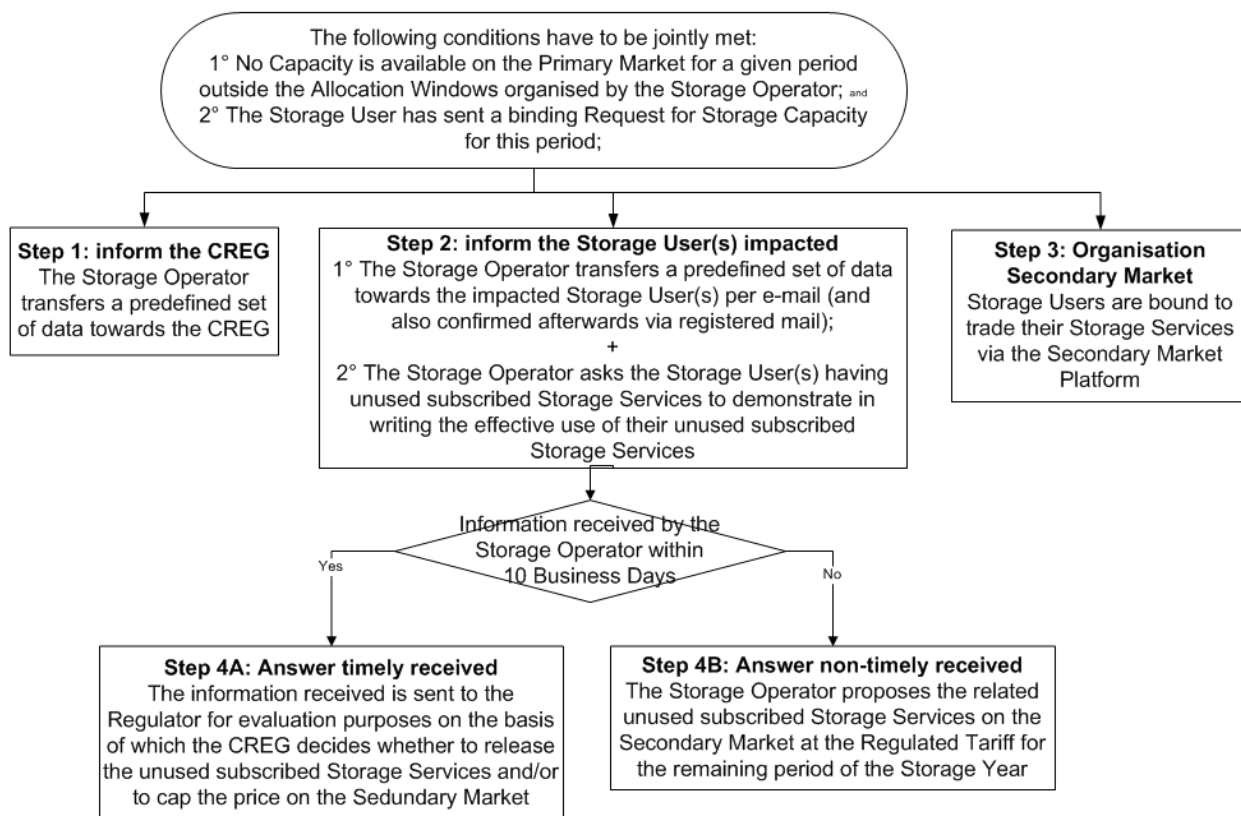 The following conditions have to be jointly met:
1° No Capacity is available on the Primary Market for a given period
outside the Allocation Windows organised by the Storage Operator; and
2° The Storage User has sent a binding Request for Storage Capacity
for this period;
Step 1: inform the CREG
The Storage Operator
transfers a predefined set
of data towards the CREG
Step 2: inform the Storage User(s) impacted
1° The Storage Operator transfers a predefined set of data
towards the impacted Storage User(s) per e-mail (and
also confirmed afterwards via registered mail);
+
2° The Storage Operator asks the Storage User(s) having
unused subscribed Storage Services to demonstrate in
writing the effective use of their unused subscribed
Storage Services
Step 3: Organisation
Secondary Market
Storage Users are bound to
trade their Storage Services
via the Secondary Market
Platform
Information received by the
Storage Operator within
10 Business Days
Yes
No
Step 4A: Answer timely received
The information received is sent to the
Regulator for evaluation purposes on the basis
of which the CREG decides whether to release
the unused subscribed Storage Services and/or
to cap the price on the Sedundary Market
Step 4B: Answer non-timely received
The Storage Operator proposes the related
unused subscribed Storage Services on the
Secondary Market at the Regulated Tariff for
the remaining period of the Storage Year